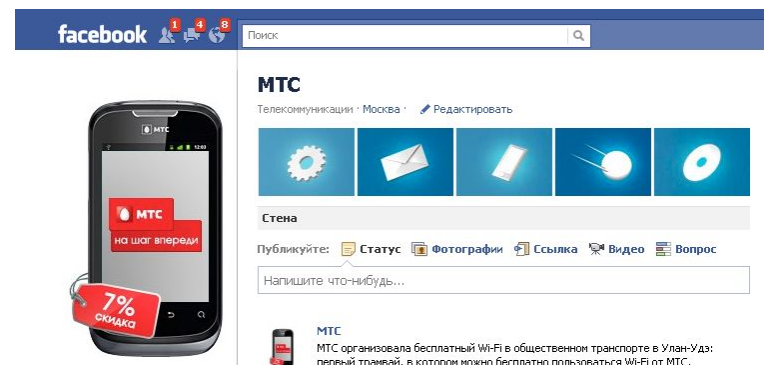 facebook 1 4 8 Поиск
МТС
Телекоммуникации · Москва · Редактировать
МТС
12:00
МТС
на шаг впереди
7%
скидка
Стена
Публикуйте: Статус Фотографии Ссылка Видео Вопрос
Напишите что-нибудь...
МТС
МТС организовала бесплатный Wi-Fi в общественном транспорте в Улан-Удэ:
первый трамвай, в котором можно бесплатно пользоваться Wi-Fi от МТС,